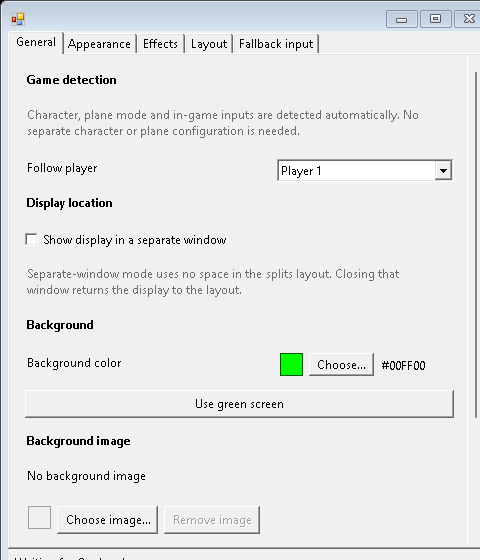 General Appearance Effects Layout Fallback input
Game detection
Character, plane mode and in-game inputs are detected automatically. No
separate character or plane configuration is needed.
Follow player Player 1
Display location
Show display in a separate window
Separate-window mode uses no space in the splits layout. Closing that
window returns the display to the layout.
Background
Background color Choose... #00FF00
Use green screen
Background image
No background image
Choose image... Remove image